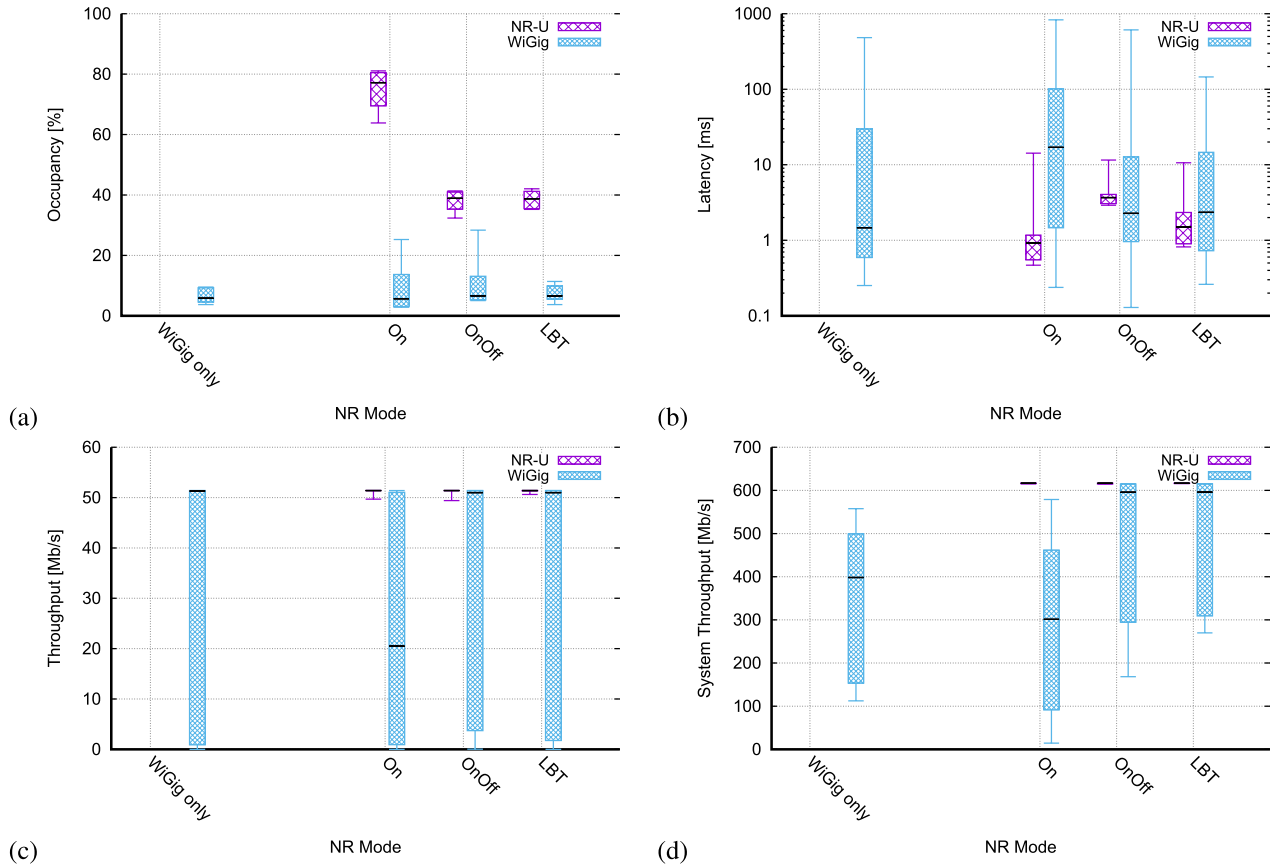 100
80
60
40
20
0
Occupancy [%]
NR-U
WiGig
WiGig only
On
OnOff
LBT
NR Mode
(a)
1000
100
10
1
0.1
Latency [ms]
NR-U
WiGig
WiGig only
On
OnOff
LBT
NR Mode
(b)
60
50
40
30
20
10
0
Throughput [Mb/s]
NR-U
WiGig
WiGig only
On
OnOff
LBT
NR Mode
(c)
700
600
500
400
300
200
100
0
System Throughput [Mb/s]
NR-U
WiGig
WiGig only
On
OnOff
LBT
NR Mode
(d)